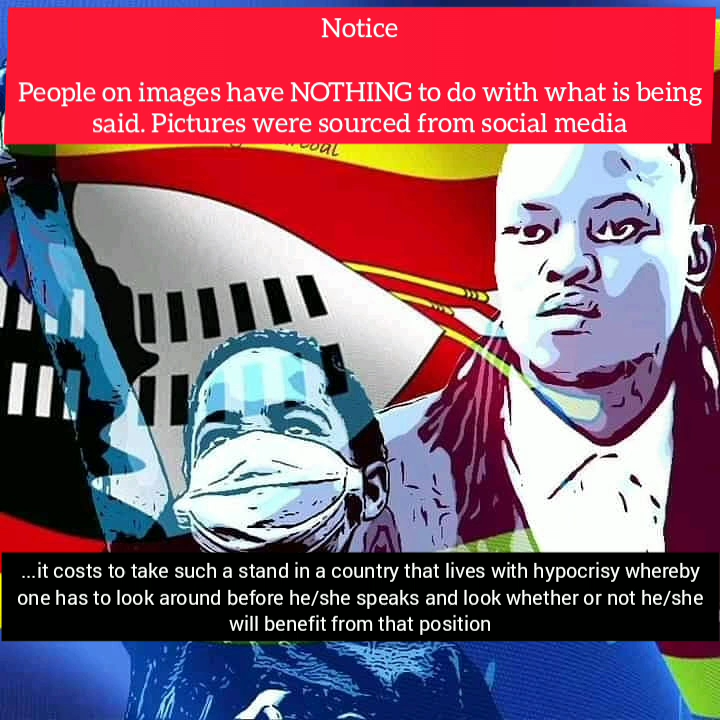 Notice
People on images have NOTHING to do with what is being
said. Pictures were sourced from social media
...it costs to take such a stand in a country that lives with hypocrisy whereby
one has to look around before he/she speaks and look whether or not he/she
will benefit from that position